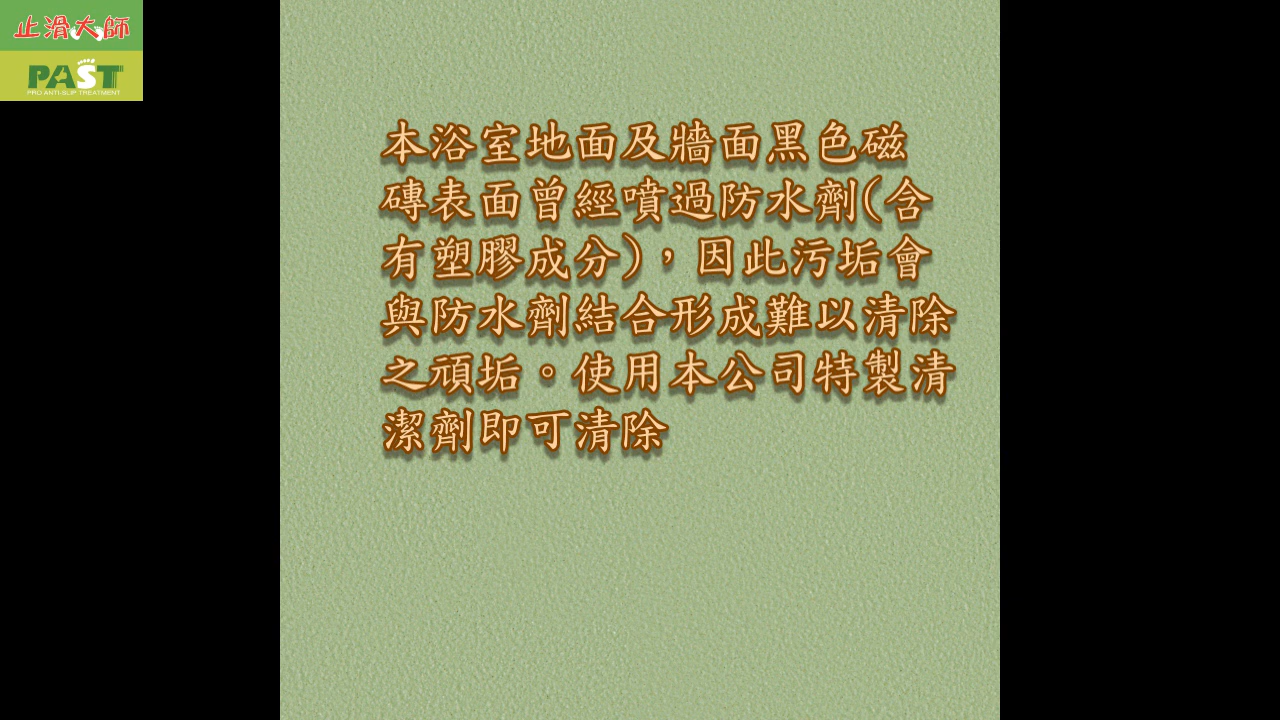 止滑大師
PAST
PRO ANTI-SLIP TREATMENT
本浴室地面及牆面黑色磁
磚表面曾經噴過防水劑(含
有塑膠成分)，因此污垢會
與防水劑結合形成難以清除
之頑垢。使用本公司特製清
潔劑即可清除